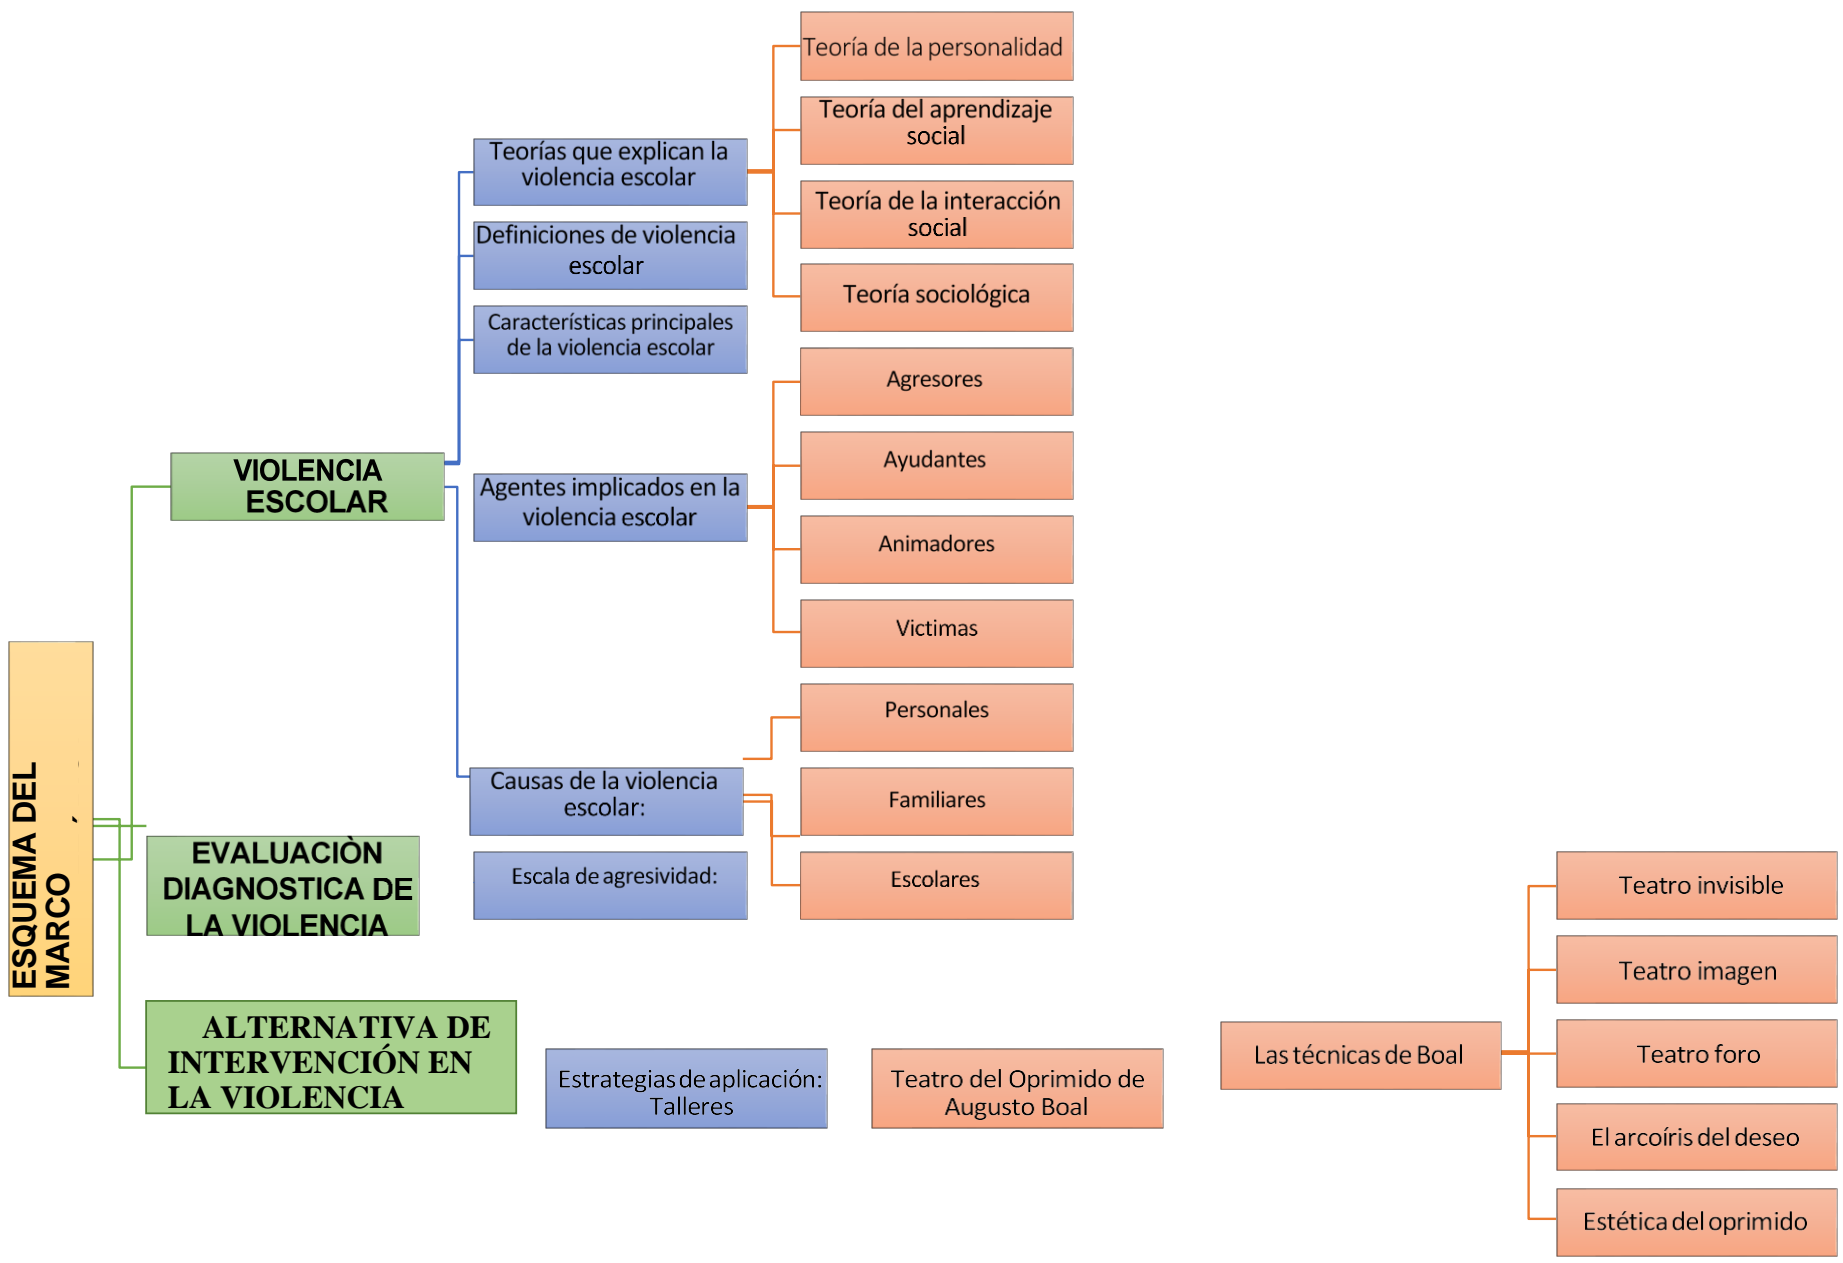 ESQUEMA DEL
MARCO
VIOLENCIA
ESCOLAR
Teorías que explican la
violencia escolar
Teoría de la personalidad
Teoría del aprendizaje
social
Teoría de la interacción
social
Teoría sociológica
Definiciones de violencia
escolar
Características principales
de la violencia escolar
Agentes implicados en la
violencia escolar
Agresores
Ayudantes
Animadores
Victimas
Causas de la violencia
escolar:
Personales
Familiares
Escolares
EVALUACIÒN
DIAGNOSTICA DE
LA VIOLENCIA
Escala de agresividad:
ALTERNATIVA DE
INTERVENCIÓN EN
LA VIOLENCIA
Estrategias de aplicación:
Talleres
Teatro del Oprimido de
Augusto Boal
Las técnicas de Boal
Teatro invisible
Teatro imagen
Teatro foro
El arcoíris del deseo
Estética del oprimido